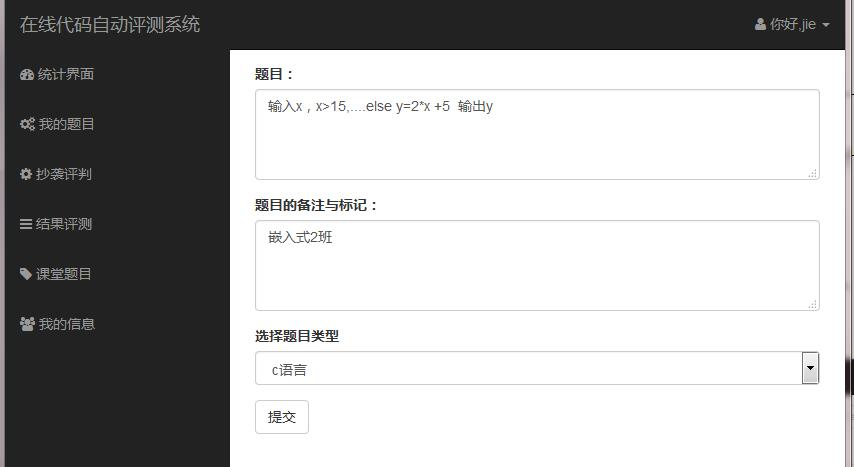 在线代码自动评测系统
你好,jie
统计界面
我的题目
抄袭评判
结果评测
课堂题目
我的信息
题目：
输入x，x>15,....else y=2*x +5  输出y
题目的备注与标记：
嵌入式2班
选择题目类型
c语言
提交